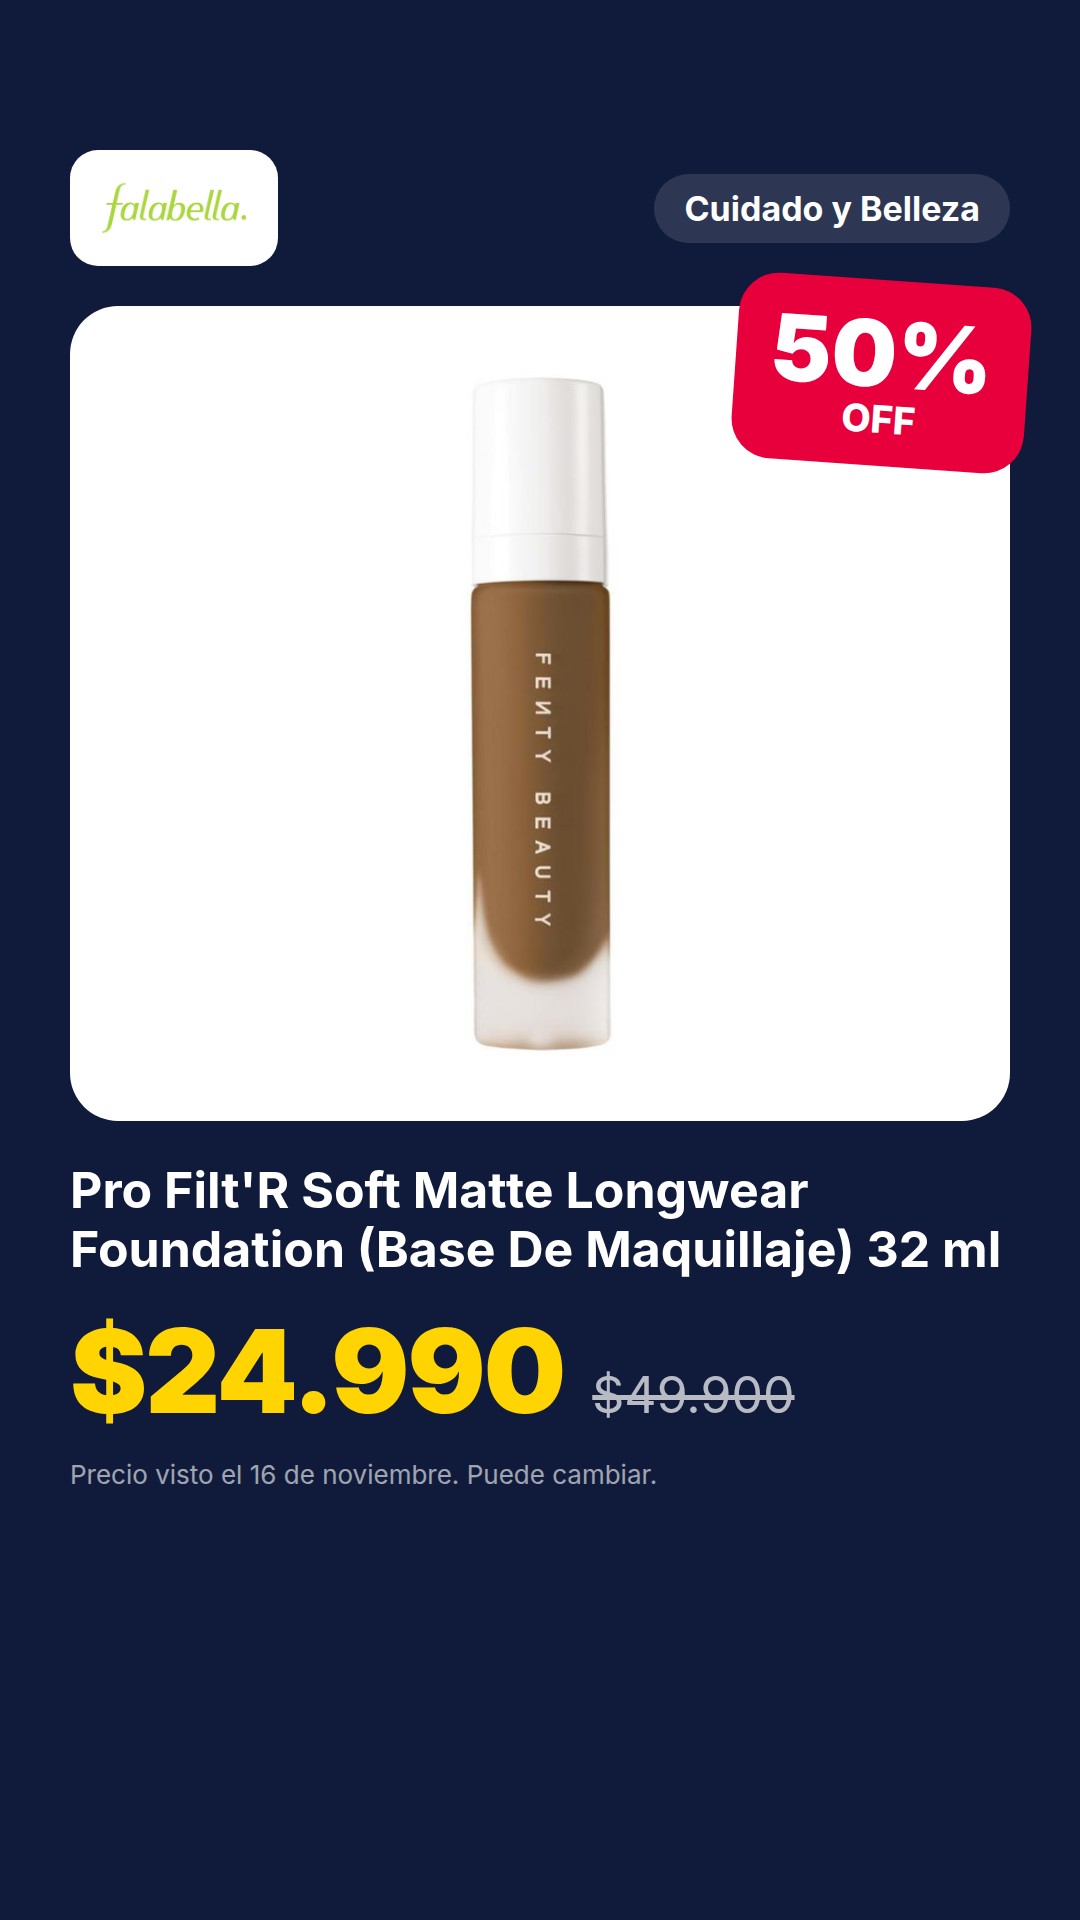 falabella.
Cuidado y Belleza
50%
OFF
FENTY BEAUTY
Pro Filt'R Soft Matte Longwear
Foundation (Base De Maquillaje) 32 ml
$24.990 $49.900
Precio visto el 16 de noviembre. Puede cambiar.